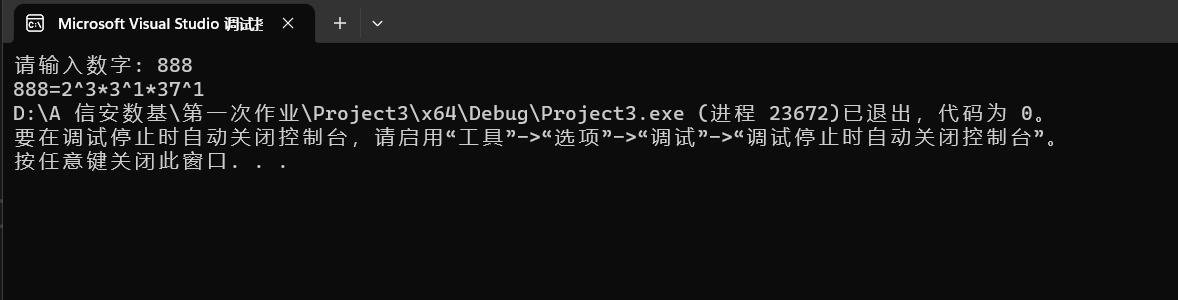 Microsoft Visual Studio 调试
请输入数字: 888
888=2^3*3^1*37^1
D:\A 信安数基\第一次作业\Project3\x64\Debug\Project3.exe (进程 23672)已退出，代码为 0。
要在调试停止时自动关闭控制台，请启用“工具”->“选项”->“调试”->“调试停止时自动关闭控制台”。
按任意键关闭此窗口. . .